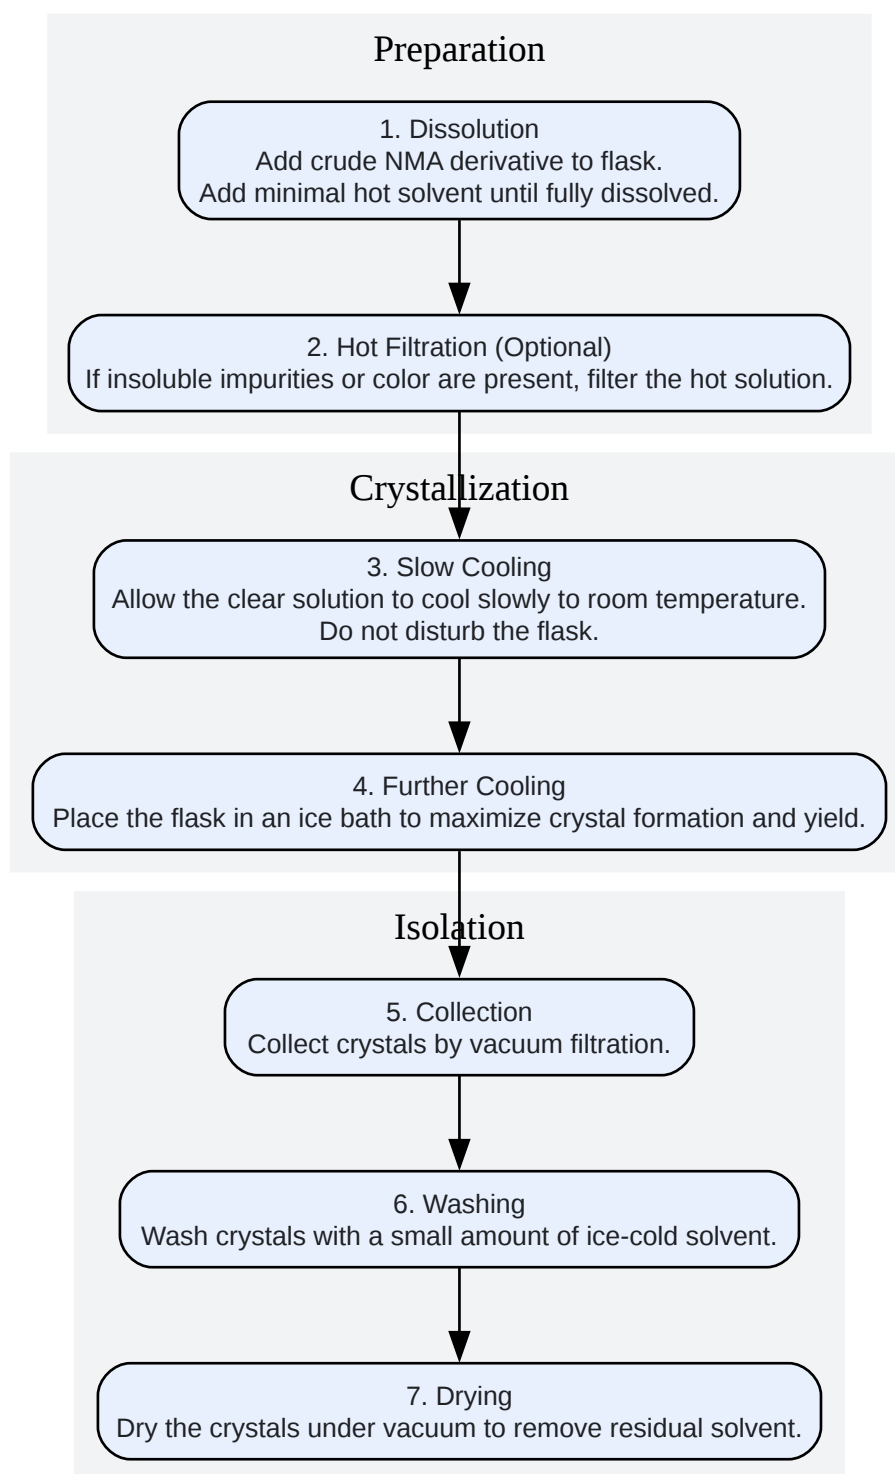 Preparation
1. Dissolution
Add crude NMA derivative to flask.
Add minimal hot solvent until fully dissolved.
2. Hot Filtration (Optional)
If insoluble impurities or color are present, filter the hot solution.
Crystallization
3. Slow Cooling
Allow the clear solution to cool slowly to room temperature.
Do not disturb the flask.
4. Further Cooling
Place the flask in an ice bath to maximize crystal formation and yield.
Isolation
5. Collection
Collect crystals by vacuum filtration.
6. Washing
Wash crystals with a small amount of ice-cold solvent.
7. Drying
Dry the crystals under vacuum to remove residual solvent.